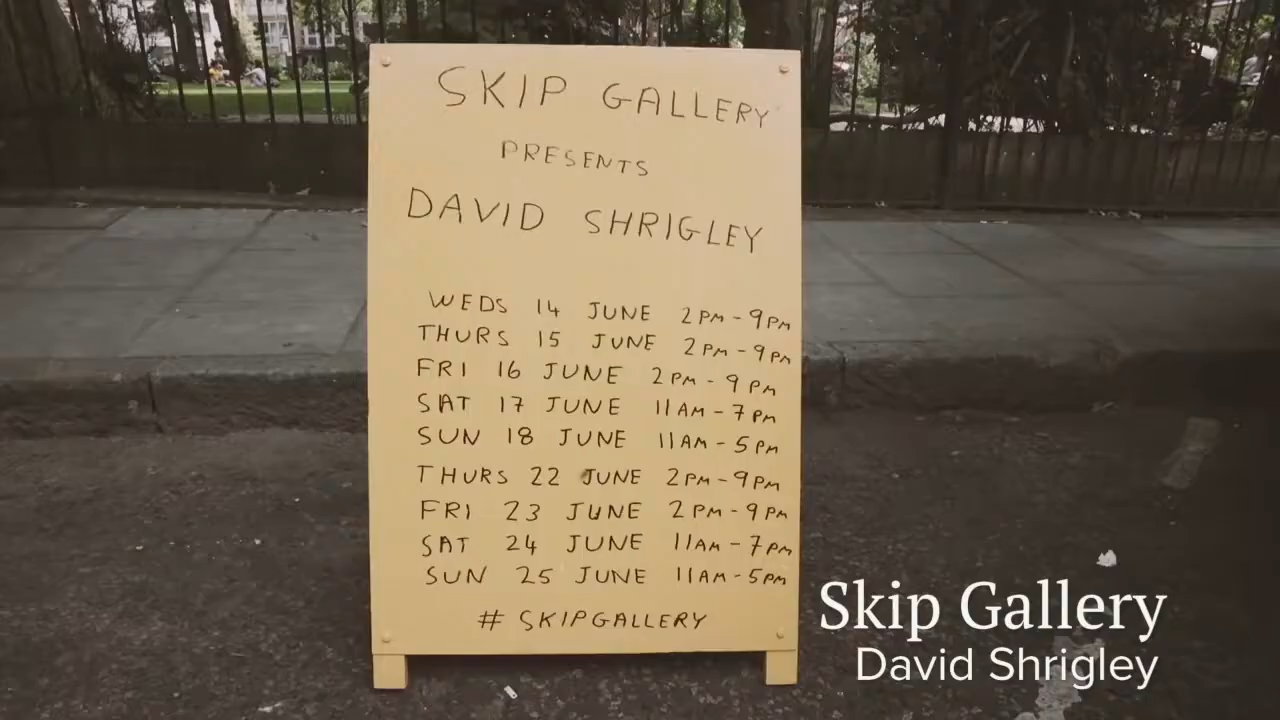 SKIP GALLERY
PRESENTS
DAVID SHRIGLEY
WEDS 14 JUNE 2PM-9PM
THURS 15 JUNE 2PM-9PM
FRI 16 JUNE 2PM-9PM
SAT 17 JUNE 11AM-7PM
SUN 18 JUNE 11AM-5PM
THURS 22 JUNE 2PM-9PM
FRI 23 JUNE 2PM-9PM
SAT 24 JUNE 11AM-7PM
SUN 25 JUNE 11AM-5PM
# SKIPGALLERY
Skip Gallery
David Shrigley